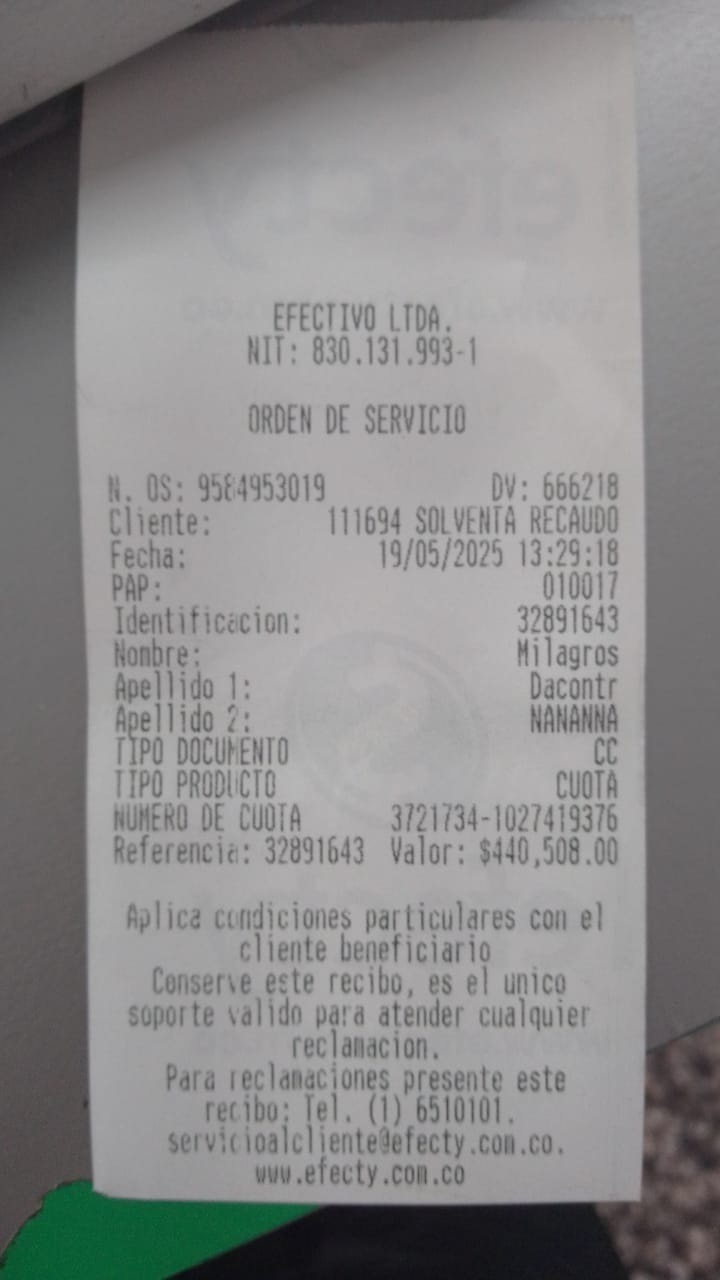 EFECTIVO LTDA.
NIT: 830.131.993-1
ORDEN DE SERVICIO
N. OS: 9584953019 DV: 666218
Cliente: 111694 SOLVENTA RECAUDO
Fecha: 19/05/2025 13:29:18
PAP: 010017
Identificacion: 32891643
Nombre: Milagros
Apellido 1: Dacontr
Apellido 2: NANANNA
TIPO DOCUMENTO CC
TIPO PRODUCTO CUOTA
NUMERO DE CUOTA 3721734-1027419376
Referencia: 32891643 Valor: $440,508.00
Aplica condiciones particulares con el
cliente beneficiario
Conserve este recibo, es el unico
soporte valido para atender cualquier
reclamacion.
Para reclamaciones presente este
recibo: Tel. (1) 6510101.
servicioalcliente@efecty.com.co.
www.efecty.com.co